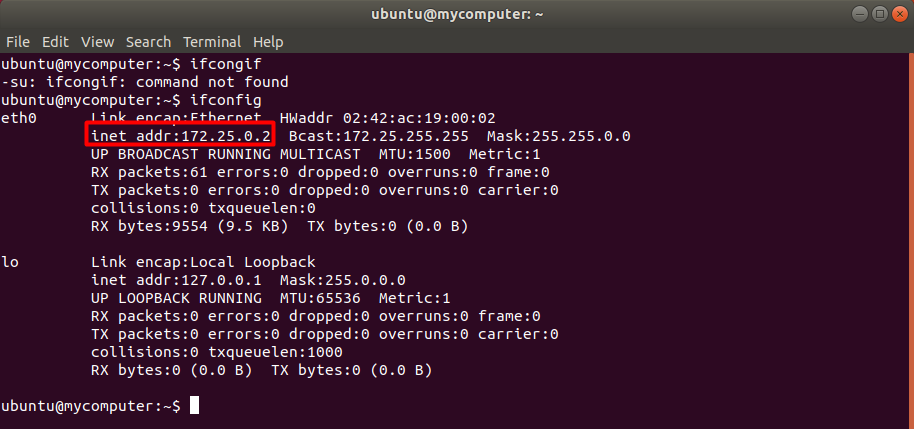 ubuntu@mycomputer: ~
File Edit View Search Terminal Help
ubuntu@mycomputer:~$ ifcongif
-su: ifcongif: command not found
ubuntu@mycomputer:~$ ifconfig
eth0      Link encap:Ethernet  HWaddr 02:42:ac:19:00:02
          inet addr:172.25.0.2  Bcast:172.25.255.255  Mask:255.255.0.0
          UP BROADCAST RUNNING MULTICAST  MTU:1500  Metric:1
          RX packets:61 errors:0 dropped:0 overruns:0 frame:0
          TX packets:0 errors:0 dropped:0 overruns:0 carrier:0
          collisions:0 txqueuelen:0
          RX bytes:9554 (9.5 KB)  TX bytes:0 (0.0 B)
lo        Link encap:Local Loopback
          inet addr:127.0.0.1  Mask:255.0.0.0
          UP LOOPBACK RUNNING  MTU:65536  Metric:1
          RX packets:0 errors:0 dropped:0 overruns:0 frame:0
          TX packets:0 errors:0 dropped:0 overruns:0 carrier:0
          collisions:0 txqueuelen:1000
          RX bytes:0 (0.0 B)  TX bytes:0 (0.0 B)
ubuntu@mycomputer:~$